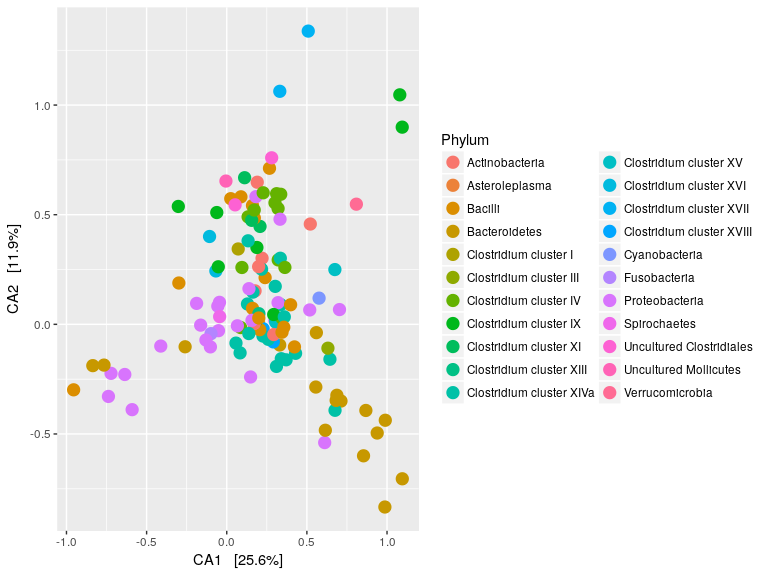 Phylum
Actinobacteria
Asteroleplasma
Bacilli
Bacteroidetes
Clostridium cluster I
Clostridium cluster III
Clostridium cluster IV
Clostridium cluster IX
Clostridium cluster XI
Clostridium cluster XIII
Clostridium cluster XIVa
Clostridium cluster XV
Clostridium cluster XVI
Clostridium cluster XVII
Clostridium cluster XVIII
Cyanobacteria
Fusobacteria
Proteobacteria
Spirochaetes
Uncultured Clostridiales
Uncultured Mollicutes
Verrucomicrobia
CA2 [11.9%]
1.0
0.5
0.0
-0.5
-1.0 -0.5 0.0 0.5 1.0
CA1 [25.6%]